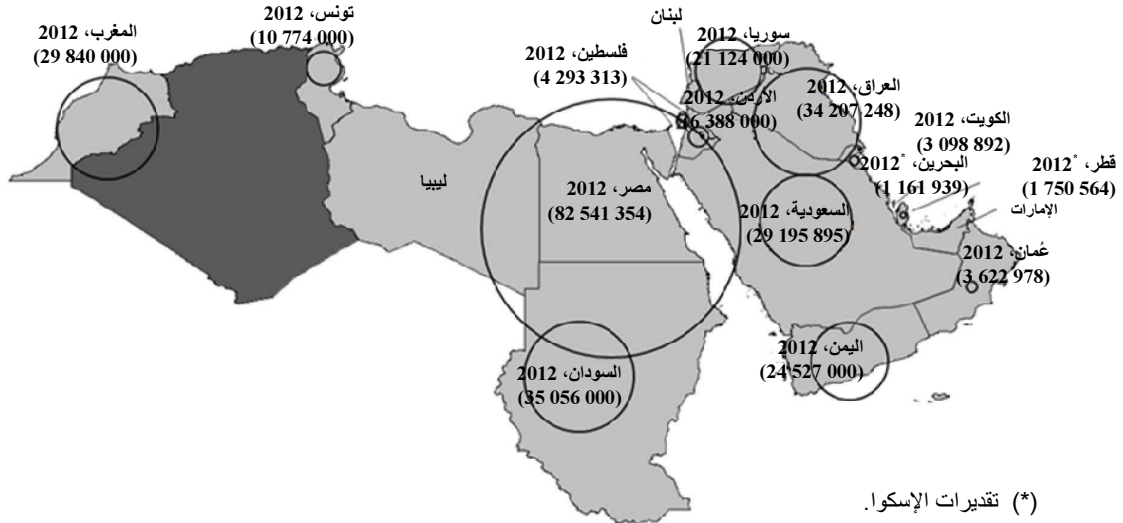 المغرب، 2012
(29 840 000)
تونس، 2012
(10 774 000)
لبنان
فلسطين، 2012
(4 293 313)
سوريا، 2012
(21 124 000)
الأردن، 2012
(6 388 000)
العراق، 2012
(34 207 248)
الكويت، 2012
(3 098 892)
البحرين، *2012
(1 161 939)
قطر، *2012
(1 750 564)
الإمارات
ليبيا
مصر، 2012
(82 541 354)
السعودية، 2012
(29 195 895)
عُمان، 2012
(3 622 978)
السودان، 2012
(35 056 000)
اليمن، 2012
(24 527 000)
(*) تقديرات الإسكوا.